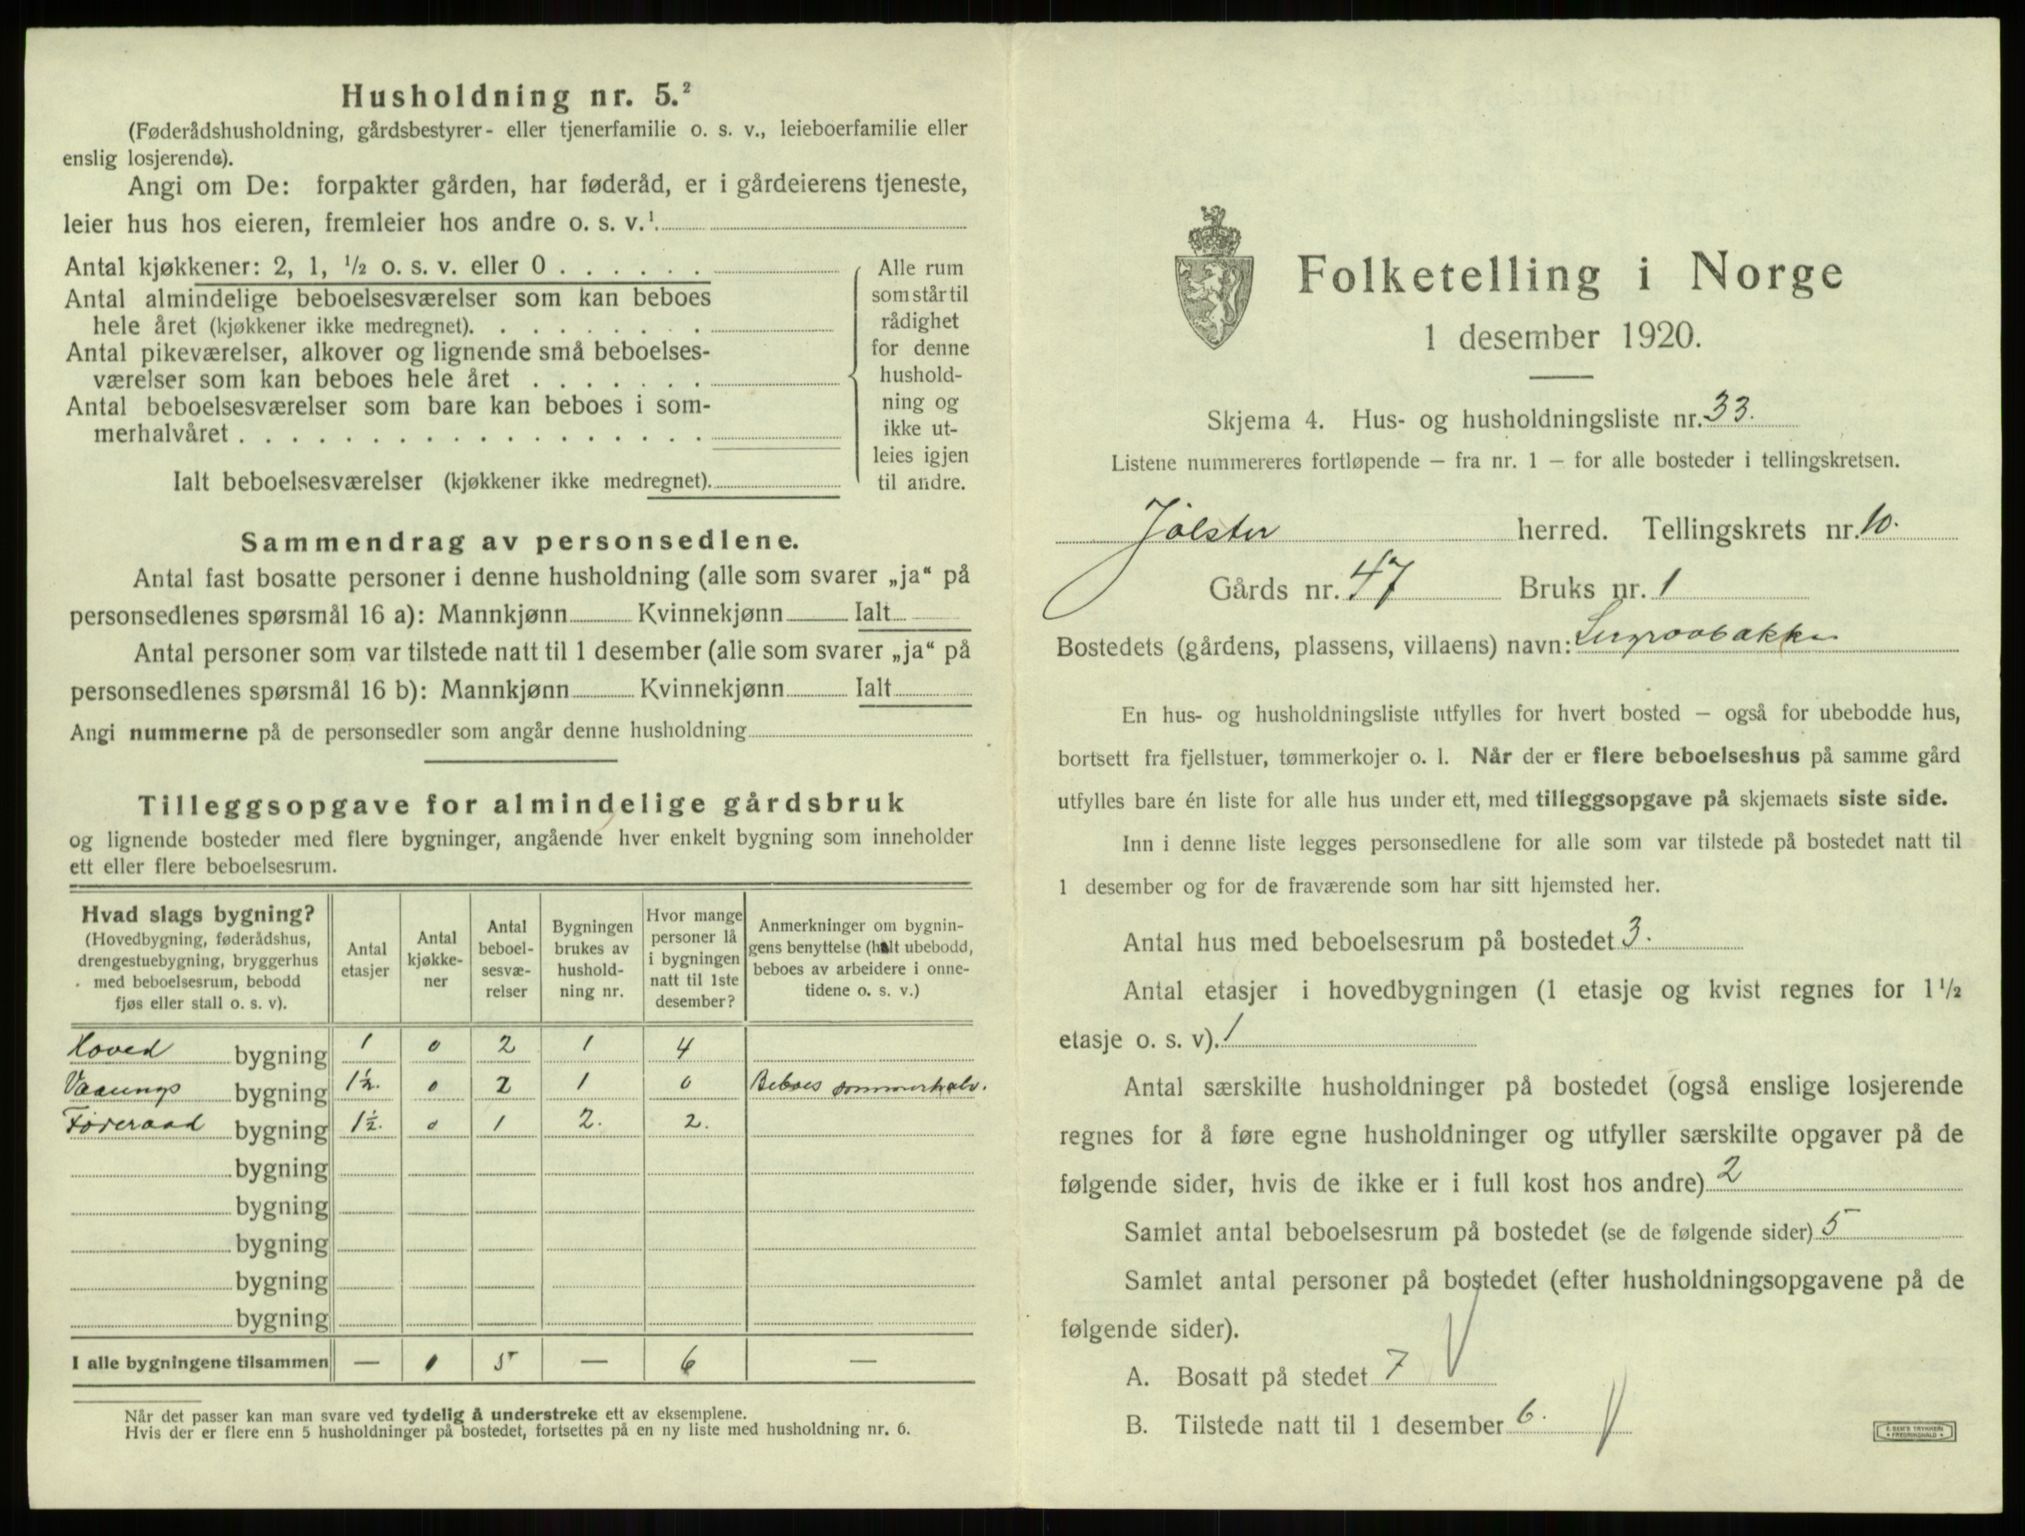 Husholdning nr. 5.²
(Føderådshusholdning, gårdsbestyrer- eller tjenerfamilie o. s. v., leieboerfamilie eller
enslig losjerende).
Angi om De: forpakter gården, har føderåd, er i gårdeierens tjeneste,
leier hus hos eieren, fremleier hos andre o. s. v.¹
Antal kjøkkener: 2, 1, ½ o. s. v. eller 0
Antal almindelige beboelsesværelser som kan beboes
hele året (kjøkkener ikke medregnet).
Antal pikeværelser, alkover og lignende små beboelses-
værelser som kan beboes hele året
Antal beboelsesværelser som bare kan beboes i som-
merhalvåret
Ialt beboelsesværelser (kjøkkener ikke medregnet).
Alle rum
som står til
rådighet
for denne
hushold-
ning og
ikke ut-
leies igjen
til andre.
Sammendrag av personsedlene.
Antal fast bosatte personer i denne husholdning (alle som svarer „ja“ på
personsedlenes spørsmål 16 a): Mannkjønn Kvinnekjønn Ialt
Antal personer som var tilstede natt til 1 desember (alle som svarer „ja“ på
personsedlenes spørsmål 16 b): Mannkjønn Kvinnekjønn Ialt
Angi nummerne på de personsedler som angår denne husholdning
Tilleggsopgave for almindelige gårdsbruk
og lignende bosteder med flere bygninger, angående hver enkelt bygning som inneholder
ett eller flere beboelsesrum.
Hvad slags bygning?
(Hovedbygning, føderådshus,
drengestuebygning, bryggerhus
med beboelsesrum, bebodd
fjøs eller stall o. s. v).
Antal
etasjer
Antal
kjøkke-
ner
Antal
beboel-
sesvæ-
relser
Bygningen
brukes av
hushold-
ning nr.
Hvor mange
personer lå
i bygningen
natt til 1ste
desember?
Anmerkninger om bygnin-
gens benyttelse (helt ubebodd,
beboes av arbeidere i onne-
tidene o. s. v.)
Hoved bygning 1 0 2 1 4
Vaanings bygning 1½. 0 2 1 0 Beboes sommerhalv.
Føreraad bygning 1½. 0 1 2. 2.
bygning
bygning
bygning
bygning
bygning
I alle bygningene tilsammen — 0 5 — 6 —
Når det passer kan man svare ved tydelig å understreke ett av eksemplene.
Hvis der er flere enn 5 husholdninger på bostedet, fortsettes på en ny liste med husholdning nr. 6.
Folketelling i Norge
1 desember 1920.
Skjema 4. Hus- og husholdningsliste nr. 33.
Listene nummereres fortløpende – fra nr. 1 – for alle bosteder i tellingskretsen.
Jølster herred. Tellingskrets nr. 10.
Gårds nr. 47 Bruks nr. 1
Bostedets (gårdens, plassens, villaens) navn:
En hus- og husholdningsliste utfylles for hvert bosted – også for ubebodde hus,
bortsett fra fjellstuer, tømmerkojer o. l. Når der er flere beboelseshus på samme gård
utfylles bare én liste for alle hus under ett, med tilleggsopgave på skjemaets siste side.
Inn i denne liste legges personsedlene for alle som var tilstede på bostedet natt til
1 desember og for de fraværende som har sitt hjemsted her.
Antal hus med beboelsesrum på bostedet 3.
Antal etasjer i hovedbygningen (1 etasje og kvist regnes for 1½
etasje o. s. v). 1
Antal særskilte husholdninger på bostedet (også enslige losjerende
regnes for å føre egne husholdninger og utfyller særskilte opgaver på de
følgende sider, hvis de ikke er i full kost hos andre) 2
Samlet antal beboelsesrum på bostedet (se de følgende sider) 5
Samlet antal personer på bostedet (efter husholdningsopgavene på de
følgende sider).
A. Bosatt på stedet 7
B. Tilstede natt til 1 desember 6.